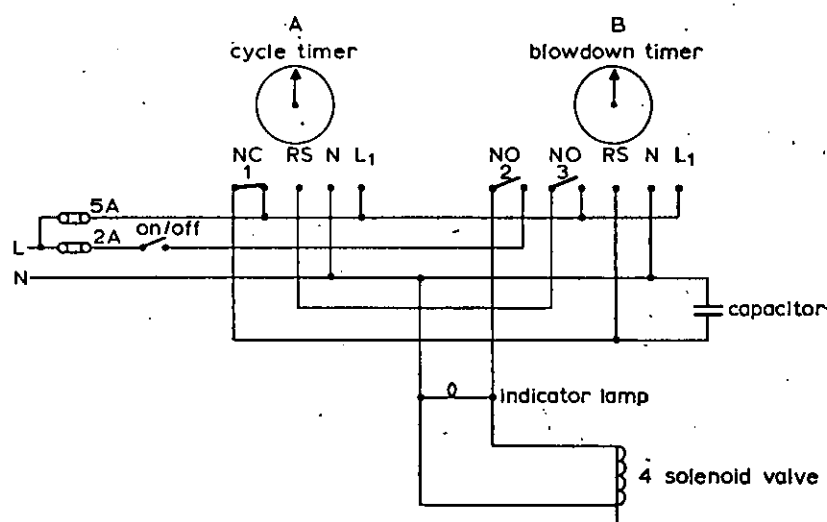 A
cycle timer
B
blowdown timer
NC RS N L1
1
NO NO RS N L1
2 3
5A
2A
on/off
L
N
capacitor
indicator lamp
4 solenoid valve